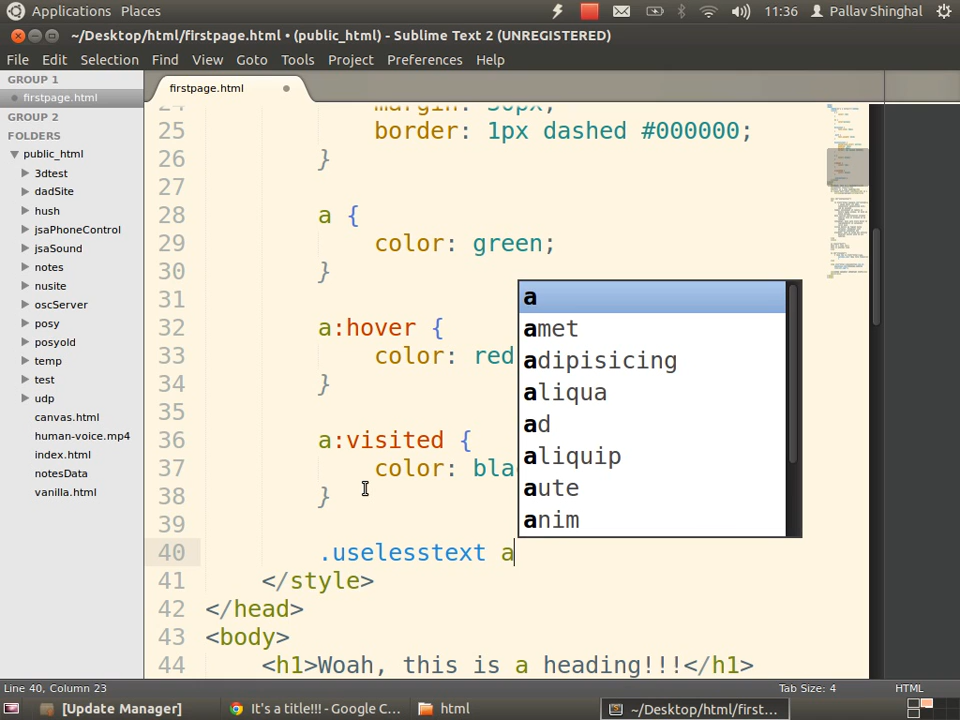 Applications Places 11:36 Pallav Shinghal
~/Desktop/html/firstpage.html • (public_html) - Sublime Text 2 (UNREGISTERED)
File Edit Selection Find View Goto Tools Project Preferences Help
GROUP 1
firstpage.html
GROUP 2
FOLDERS
public_html
3dtest
dadSite
hush
jsaPhoneControl
jsaSound
notes
nusite
oscServer
posy
posyold
temp
test
udp
canvas.html
human-voice.mp4
index.html
notesData
vanilla.html
firstpage.html
24 margin: 50px;
25 border: 1px dashed #000000;
26 }
27
28 a {
29 color: green;
30 }
31
32 a:hover {
33 color: red
34 }
35
36 a:visited {
37 color: bla
38 }
39
40 .uselesstext a
41 </style>
42 </head>
43 <body>
44 <h1>Woah, this is a heading!!!</h1>
a
amet
adipisicing
aliqua
ad
aliquip
aute
anim
Line 40, Column 23 Tab Size: 4 HTML
[Update Manager] It's a title!!! - Google C... html ~/Desktop/html/first...